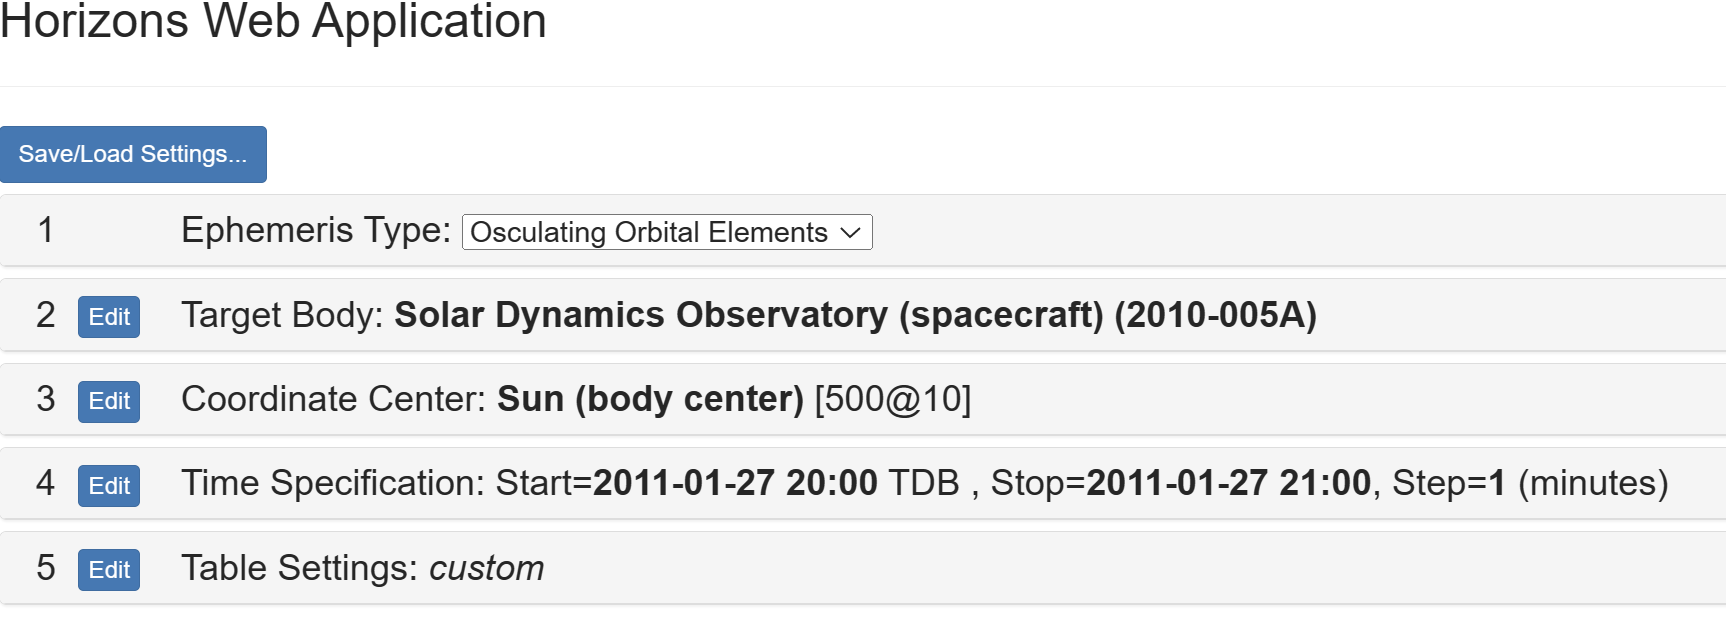 Horizons Web Application
Save/Load Settings...
1 Ephemeris Type: Osculating Orbital Elements
2 Edit Target Body: Solar Dynamics Observatory (spacecraft) (2010-005A)
3 Edit Coordinate Center: Sun (body center) [500@10]
4 Edit Time Specification: Start=2011-01-27 20:00 TDB , Stop=2011-01-27 21:00, Step=1 (minutes)
5 Edit Table Settings: custom